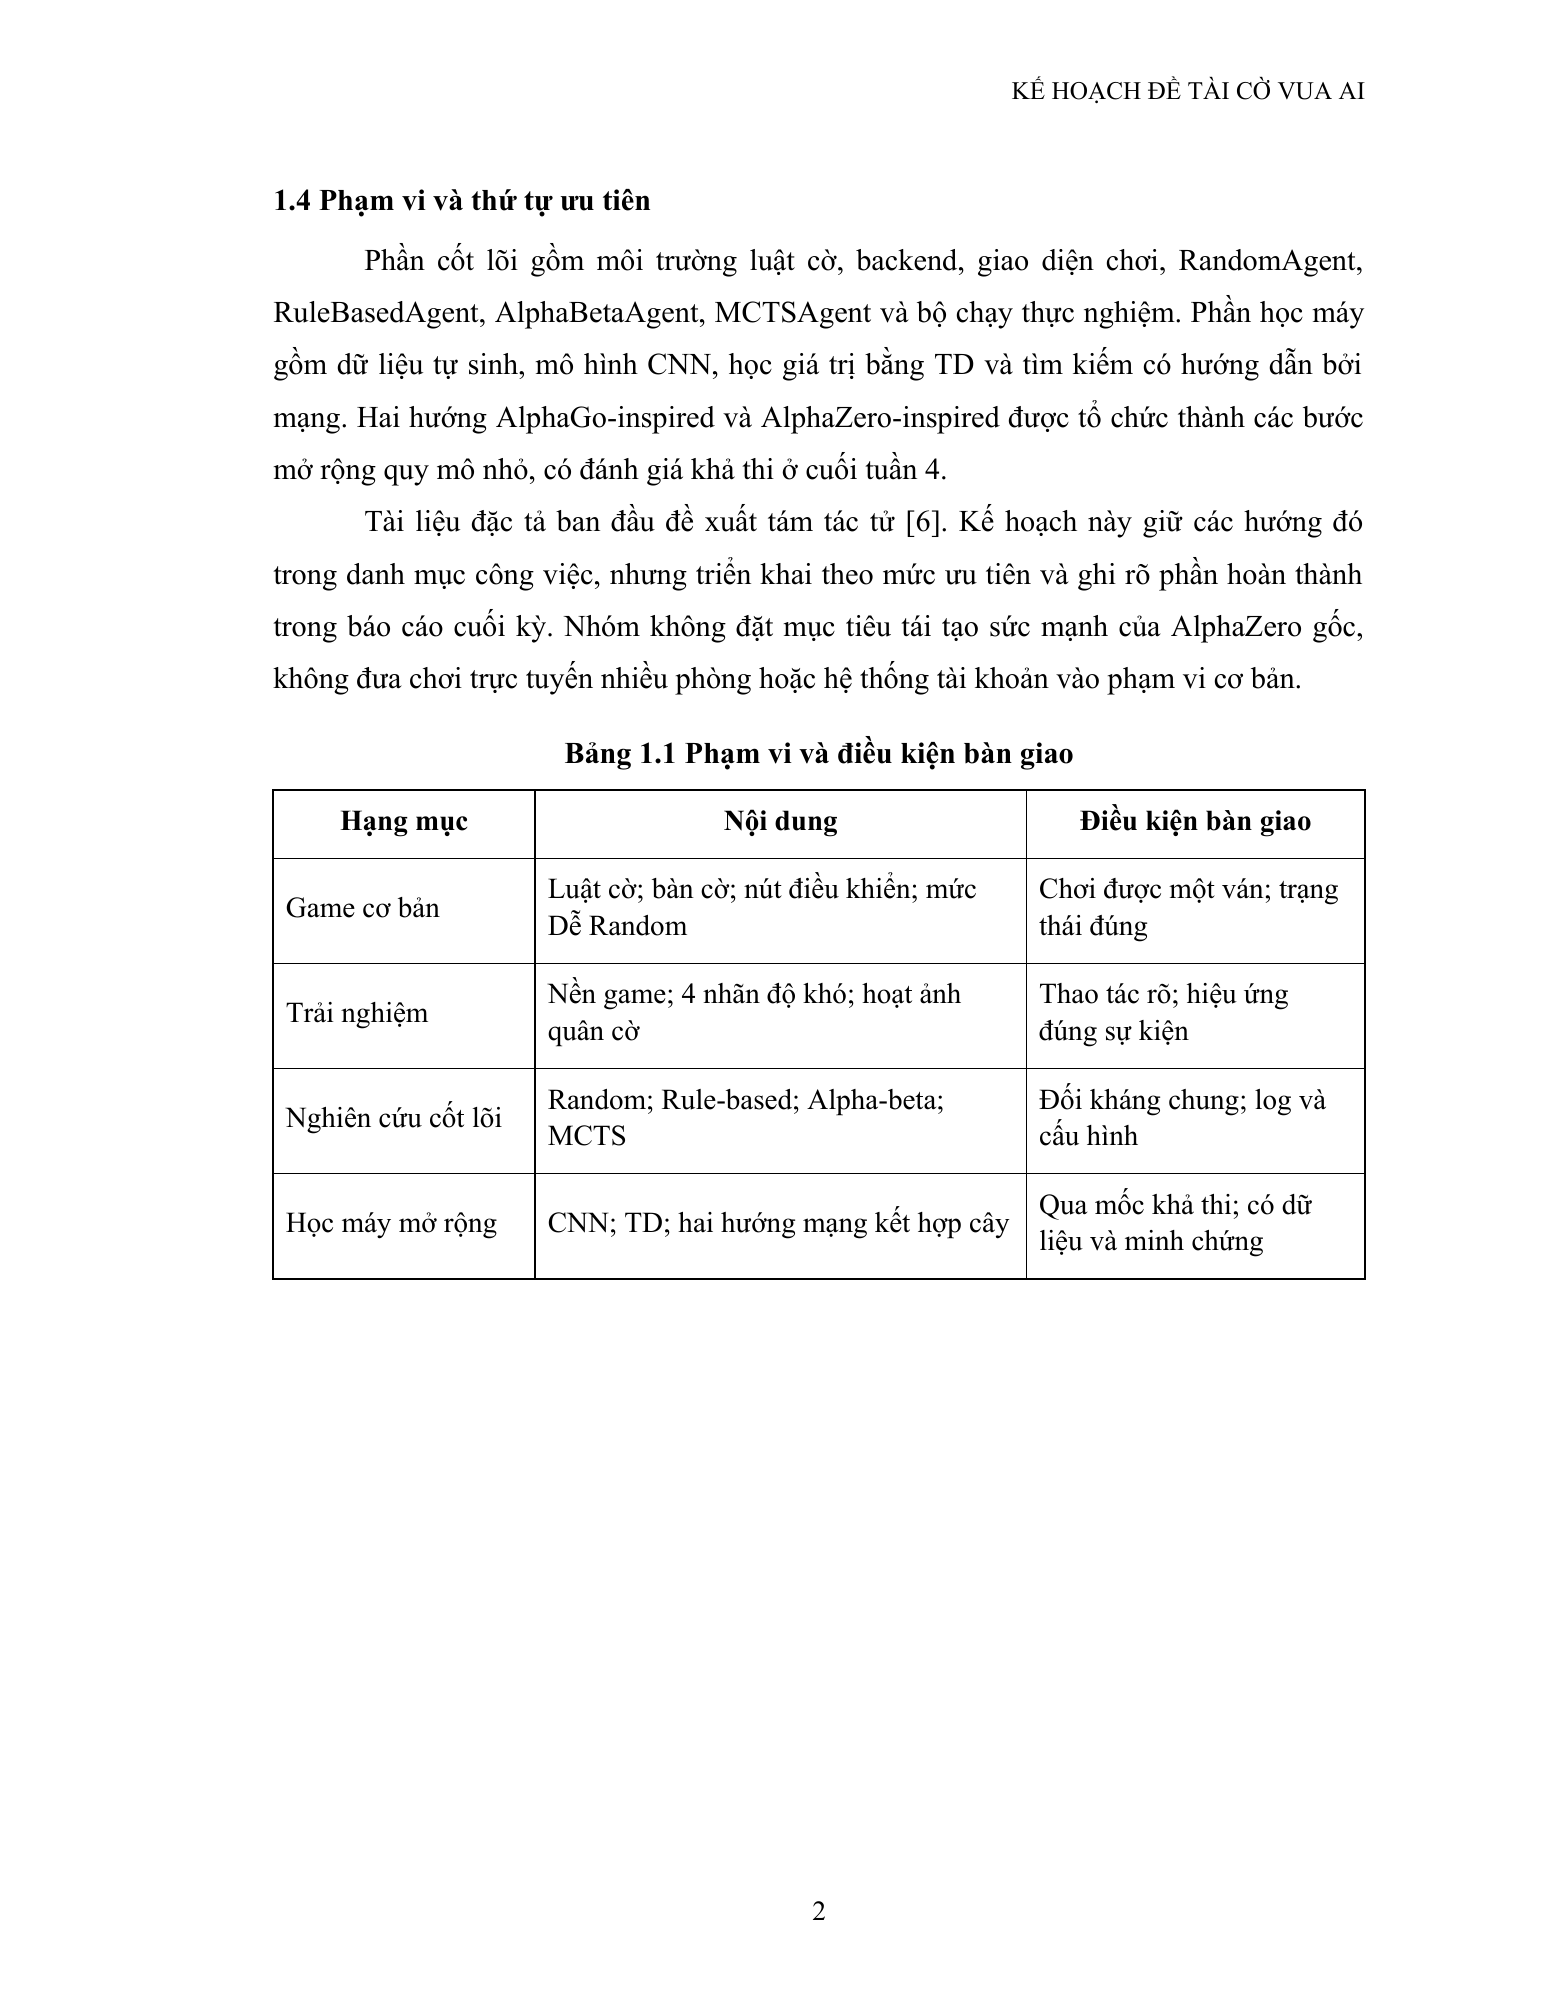 KẾ HOẠCH ĐỀ TÀI CỜ VUA AI
1.4 Phạm vi và thứ tự ưu tiên
Phần cốt lõi gồm môi trường luật cờ, backend, giao diện chơi, RandomAgent,
RuleBasedAgent, AlphaBetaAgent, MCTSAgent và bộ chạy thực nghiệm. Phần học máy
gồm dữ liệu tự sinh, mô hình CNN, học giá trị bằng TD và tìm kiếm có hướng dẫn bởi
mạng. Hai hướng AlphaGo-inspired và AlphaZero-inspired được tổ chức thành các bước
mở rộng quy mô nhỏ, có đánh giá khả thi ở cuối tuần 4.
Tài liệu đặc tả ban đầu đề xuất tám tác tử [6]. Kế hoạch này giữ các hướng đó
trong danh mục công việc, nhưng triển khai theo mức ưu tiên và ghi rõ phần hoàn thành
trong báo cáo cuối kỳ. Nhóm không đặt mục tiêu tái tạo sức mạnh của AlphaZero gốc,
không đưa chơi trực tuyến nhiều phòng hoặc hệ thống tài khoản vào phạm vi cơ bản.
Bảng 1.1 Phạm vi và điều kiện bàn giao
Hạng mục
Nội dung
Điều kiện bàn giao
Game cơ bản
Luật cờ; bàn cờ; nút điều khiển; mức
Dễ Random
Chơi được một ván; trạng
thái đúng
Trải nghiệm
Nền game; 4 nhãn độ khó; hoạt ảnh
quân cờ
Thao tác rõ; hiệu ứng
đúng sự kiện
Nghiên cứu cốt lõi
Random; Rule-based; Alpha-beta;
MCTS
Đối kháng chung; log và
cấu hình
Học máy mở rộng
CNN; TD; hai hướng mạng kết hợp cây
Qua mốc khả thi; có dữ
liệu và minh chứng
2